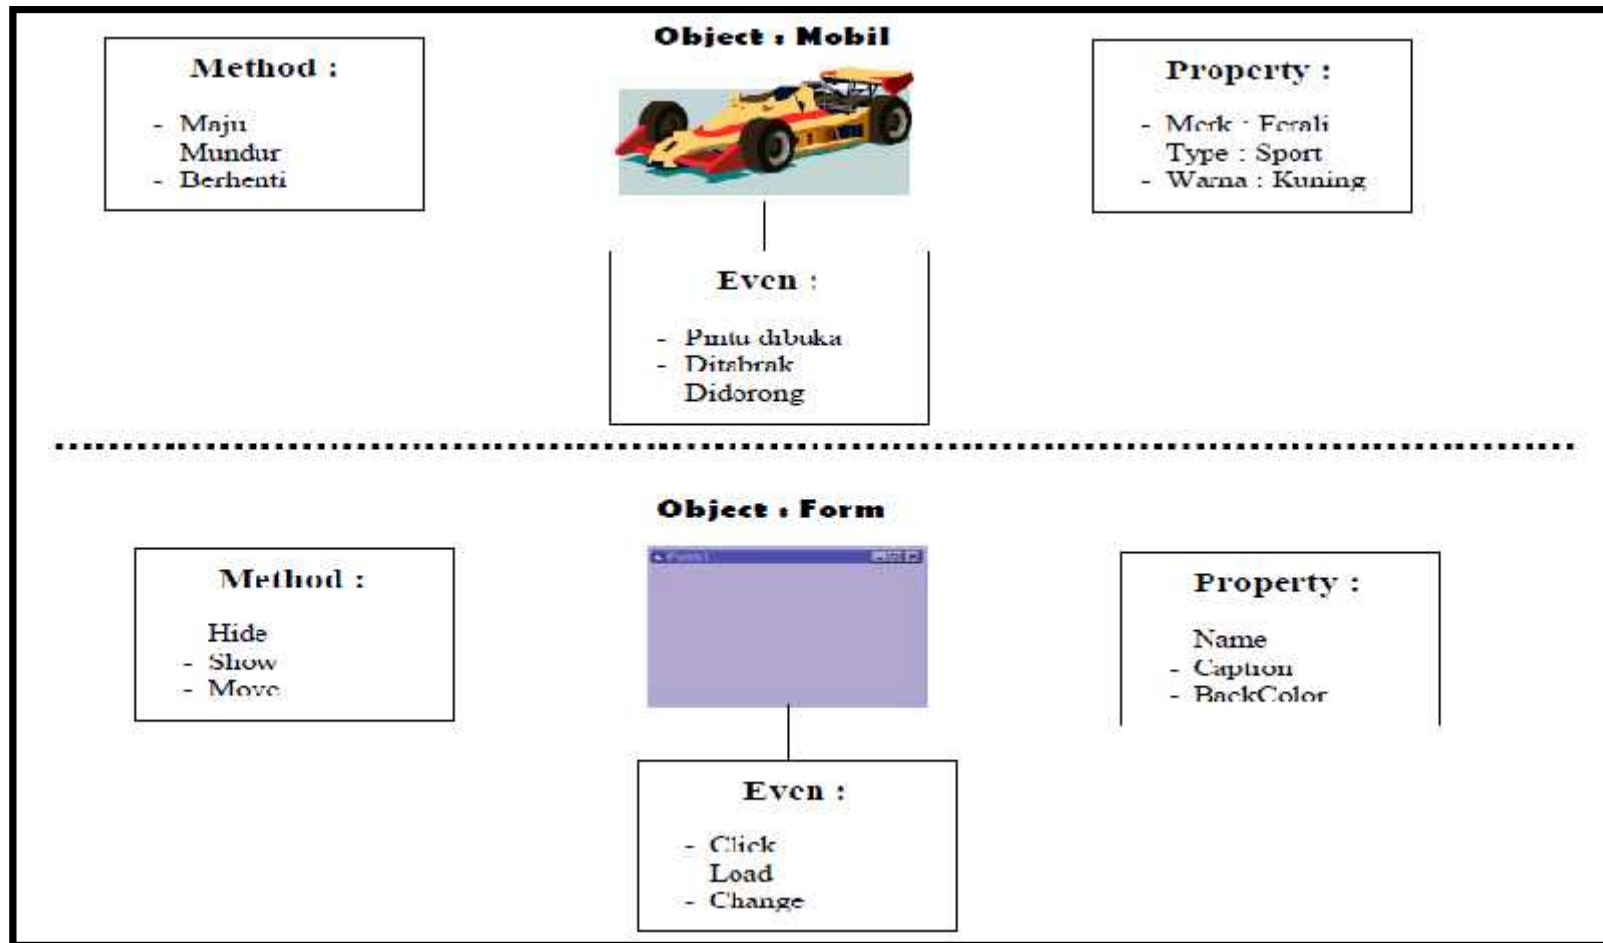 Object : Mobil
Method :
- Maju
Mundur
- Berhenti
Property :
- Merk : Ferali
Type : Sport
- Warna : Kuning
Even :
- Pintu dibuka
- Ditabrak
Didorong
Object : Form
Method :
Hide
- Show
- Move
Form1
Property :
Name
- Caption
- BackColor
Even :
- Click
Load
- Change